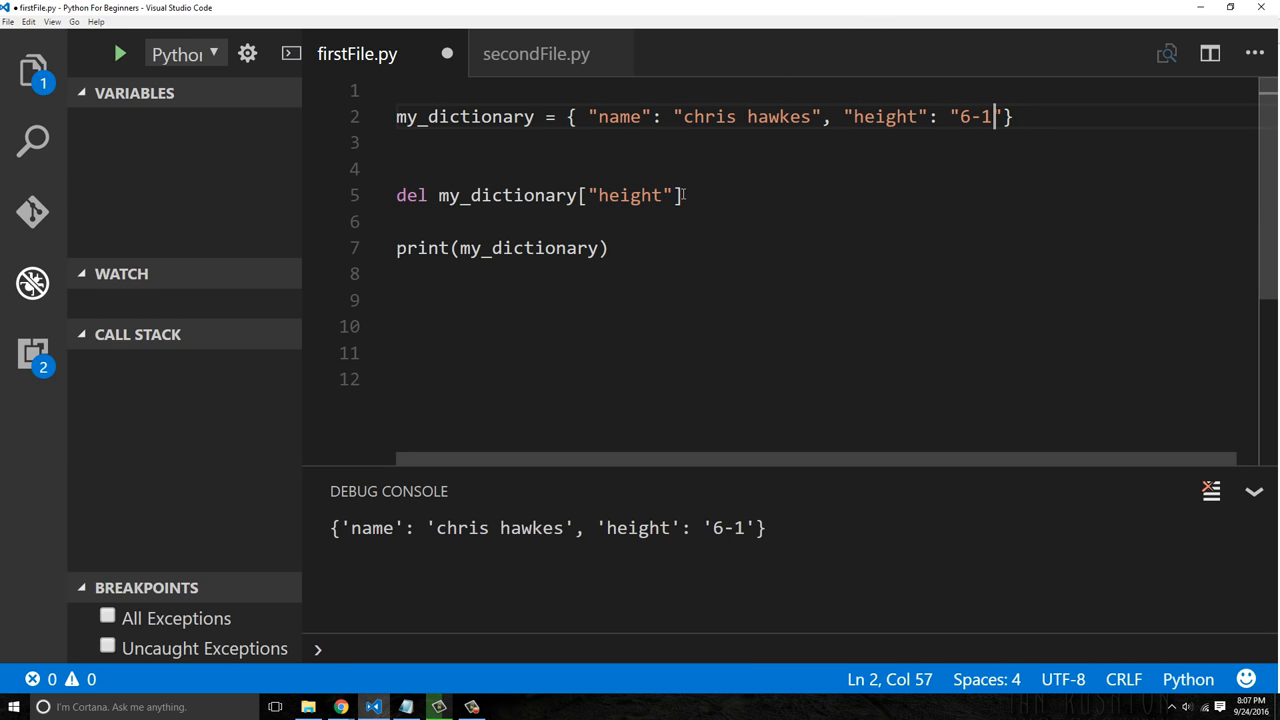 ● firstFile.py - Python For Beginners - Visual Studio Code
File Edit View Go Help
Python
firstFile.py
secondFile.py
1
VARIABLES
WATCH
CALL STACK
2
BREAKPOINTS
All Exceptions
Uncaught Exceptions
1
2 my_dictionary = { "name": "chris hawkes", "height": "6-1"}
3
4
5 del my_dictionary["height"]
6
7 print(my_dictionary)
8
9
10
11
12
DEBUG CONSOLE
{'name': 'chris hawkes', 'height': '6-1'}
0 0
Ln 2, Col 57 Spaces: 4 UTF-8 CRLF Python
I'm Cortana. Ask me anything.
8:07 PM
9/24/2016